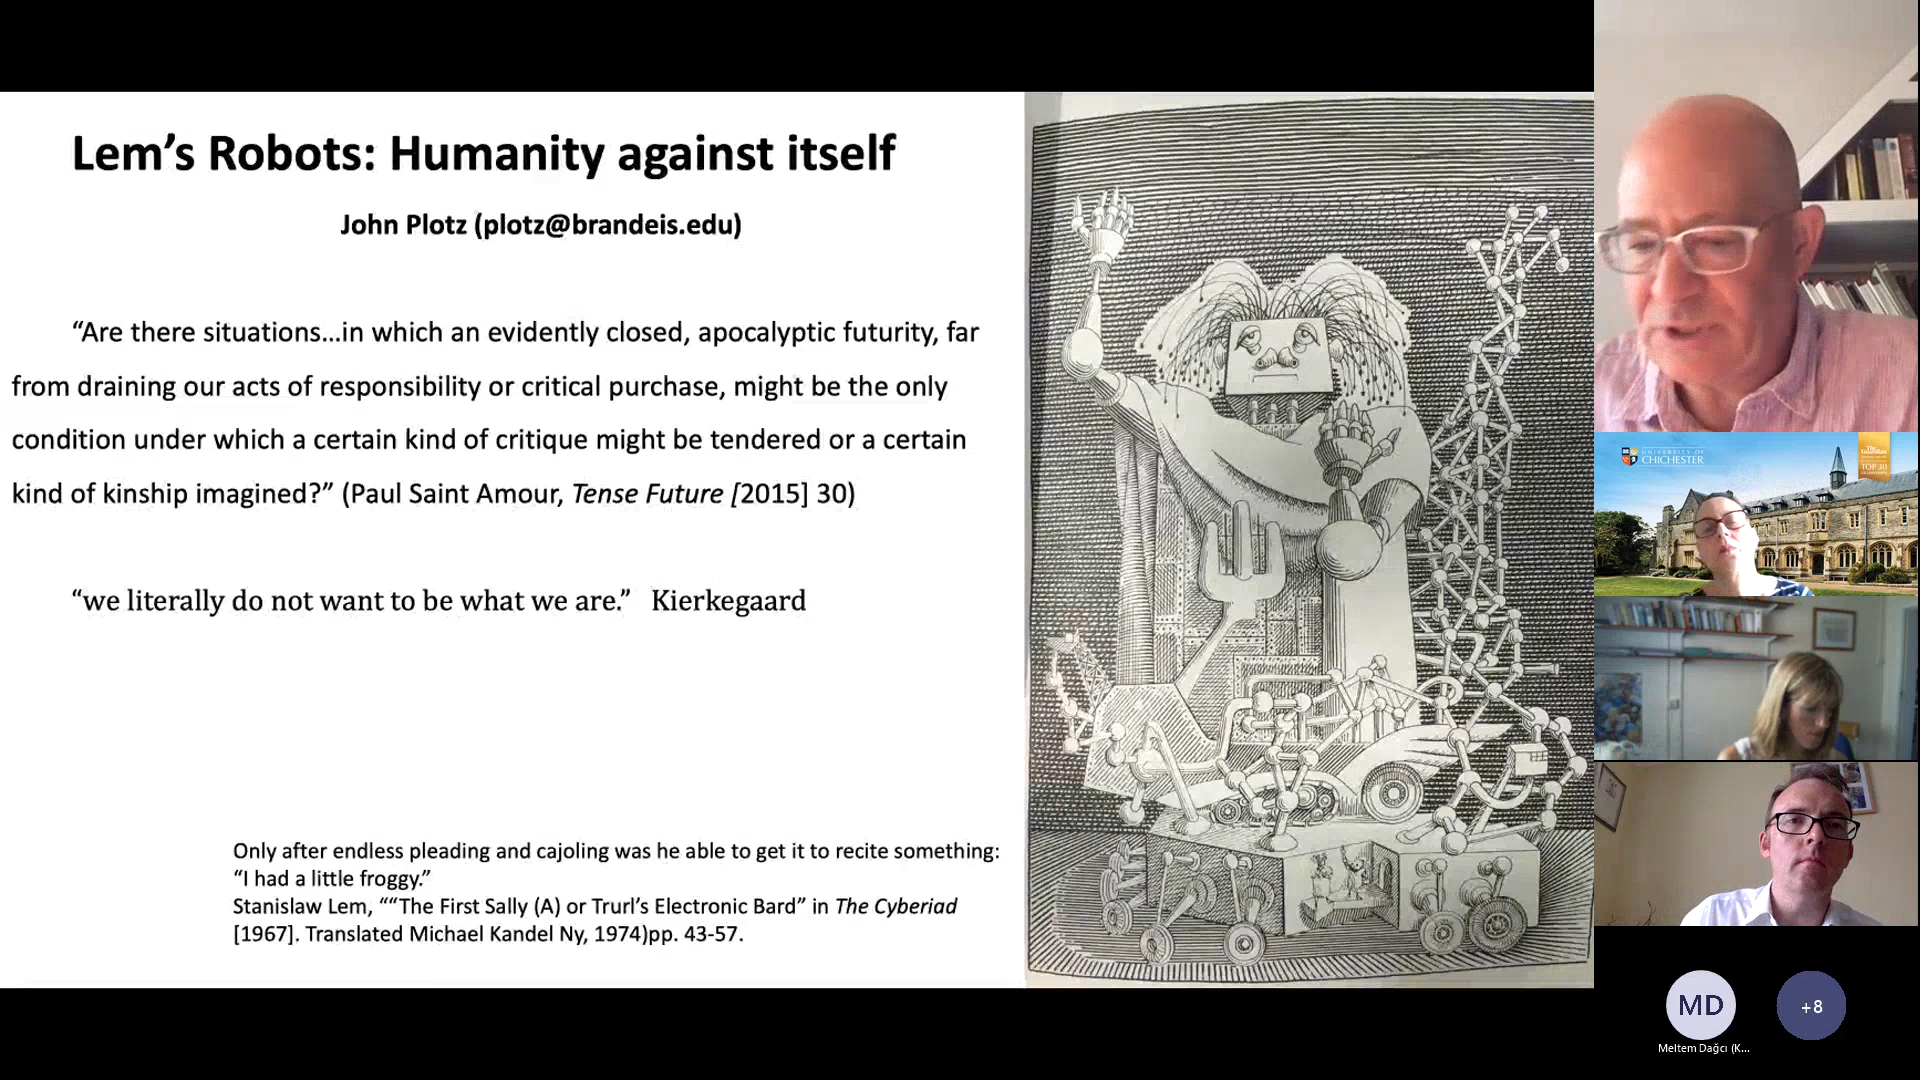 Lem’s Robots: Humanity against itself
John Plotz (plotz@brandeis.edu)
“Are there situations…in which an evidently closed, apocalyptic futurity, far
from draining our acts of responsibility or critical purchase, might be the only
condition under which a certain kind of critique might be tendered or a certain
kind of kinship imagined?” (Paul Saint Amour, Tense Future [2015] 30)
“we literally do not want to be what we are.” Kierkegaard
Only after endless pleading and cajoling was he able to get it to recite something:
“I had a little froggy.”
Stanislaw Lem, ““The First Sally (A) or Trurl’s Electronic Bard” in The Cyberiad
[1967]. Translated Michael Kandel Ny, 1974)pp. 43-57.
UNIVERSITY OF
CHICHESTER
TOP 30
MD
+8
Meltem Dağcı (K...